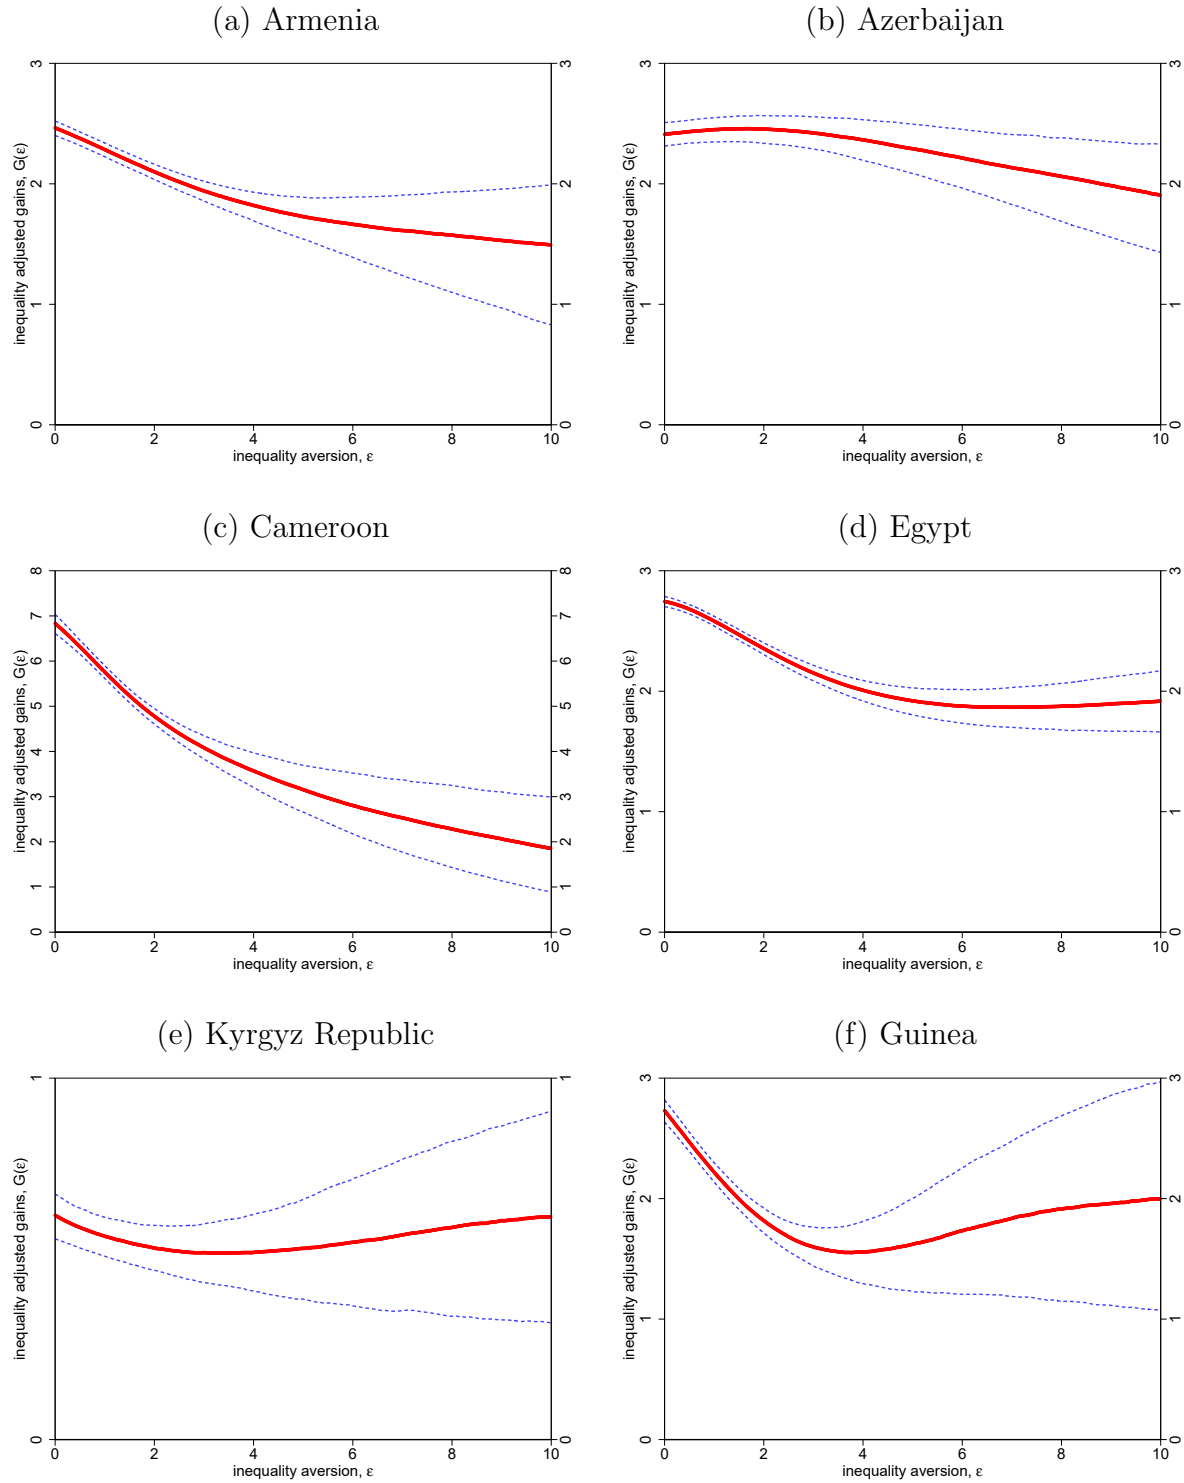 (a) Armenia
inequality adjusted gains, G(ε)
0 1 2 3
0 2 4 6 8 10
0 1 2 3
inequality aversion, ε
(b) Azerbaijan
inequality adjusted gains, G(ε)
0 1 2 3
0 2 4 6 8 10
0 1 2 3
inequality aversion, ε
(c) Cameroon
inequality adjusted gains, G(ε)
0 1 2 3 4 5 6 7 8
0 2 4 6 8 10
0 1 2 3 4 5 6 7 8
inequality aversion, ε
(d) Egypt
inequality adjusted gains, G(ε)
0 1 2 3
0 2 4 6 8 10
0 1 2 3
inequality aversion, ε
(e) Kyrgyz Republic
inequality adjusted gains, G(ε)
0 1
0 2 4 6 8 10
0 1
inequality aversion, ε
(f) Guinea
inequality adjusted gains, G(ε)
0 1 2 3
0 2 4 6 8 10
0 1 2 3
inequality aversion, ε